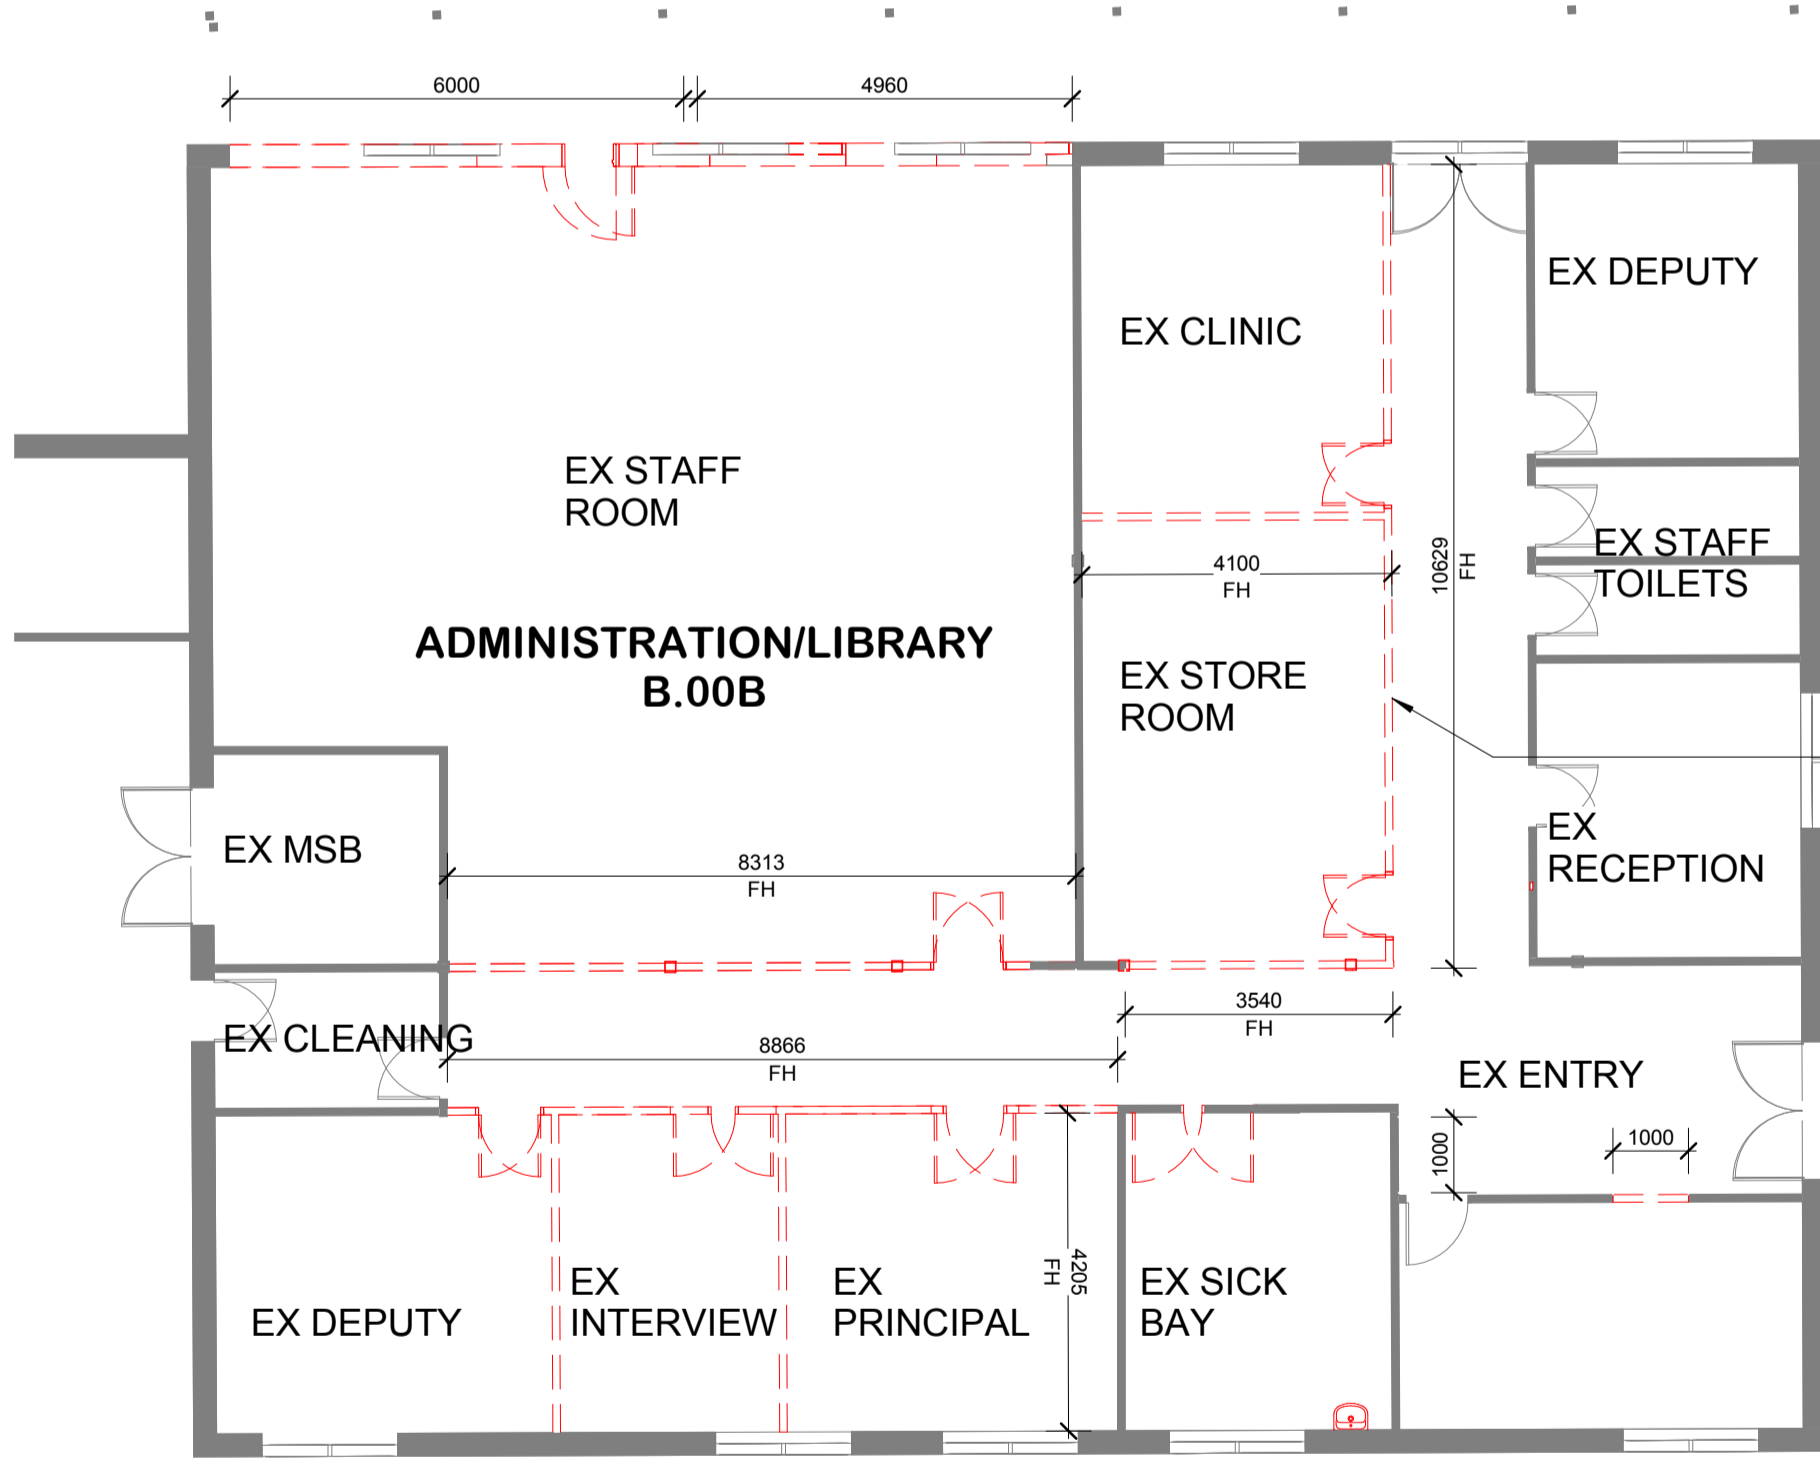 6000
4960
EX DEPUTY
EX CLINIC
EX STAFF
ROOM
10629
FH
EX STAFF
TOILETS
4100
FH
ADMINISTRATION/LIBRARY
B.00B
EX STORE
ROOM
EX MSB
8313
FH
EX
RECEPTION
3540
FH
EX CLEANING
8866
FH
EX ENTRY
1000
1000
4205
FH
EX DEPUTY
EX
INTERVIEW
EX
PRINCIPAL
EX SICK
BAY